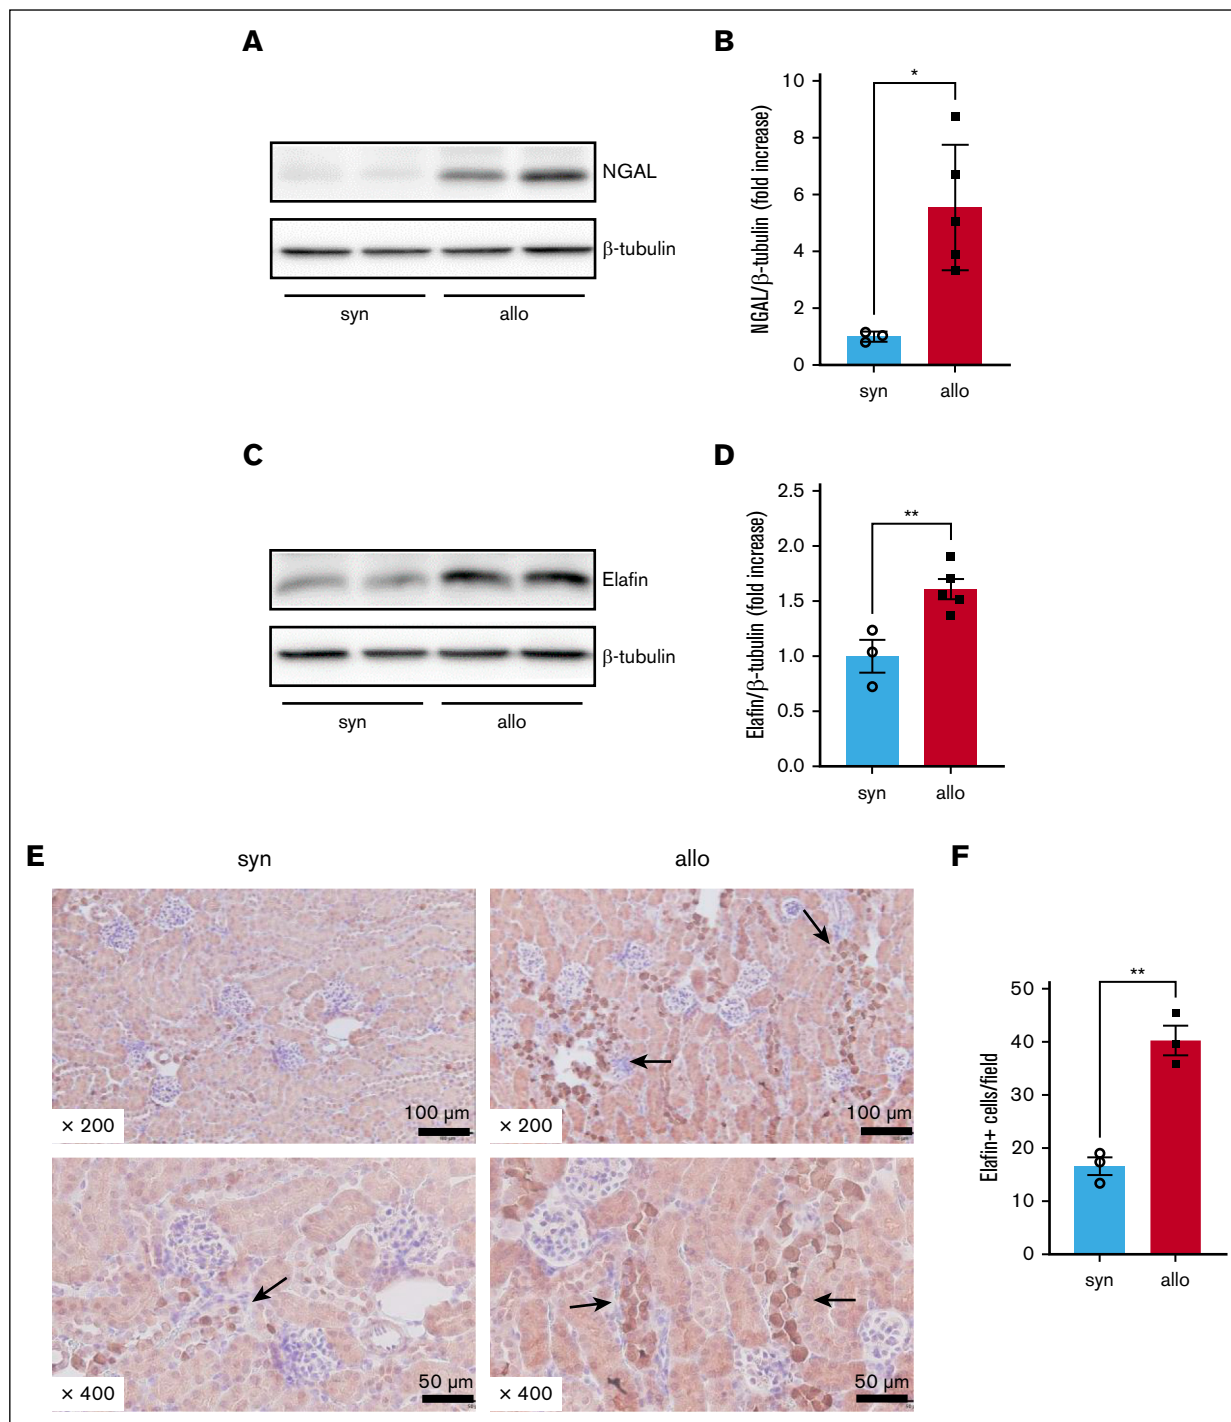 A
NGAL
β-tubulin
syn allo
B
NGAL/β-tubulin (fold increase)
10
8
6
4
2
0
*
syn allo
C
Elafin
β-tubulin
syn allo
D
Elafin/β-tubulin (fold increase)
2.5
2.0
1.5
1.0
0.5
0.0
**
syn allo
E
syn allo
× 200
100 µm
× 200
100 µm
× 400
50 µm
× 400
50 µm
F
Elafin+ cells/field
50
40
30
20
10
0
**
syn allo